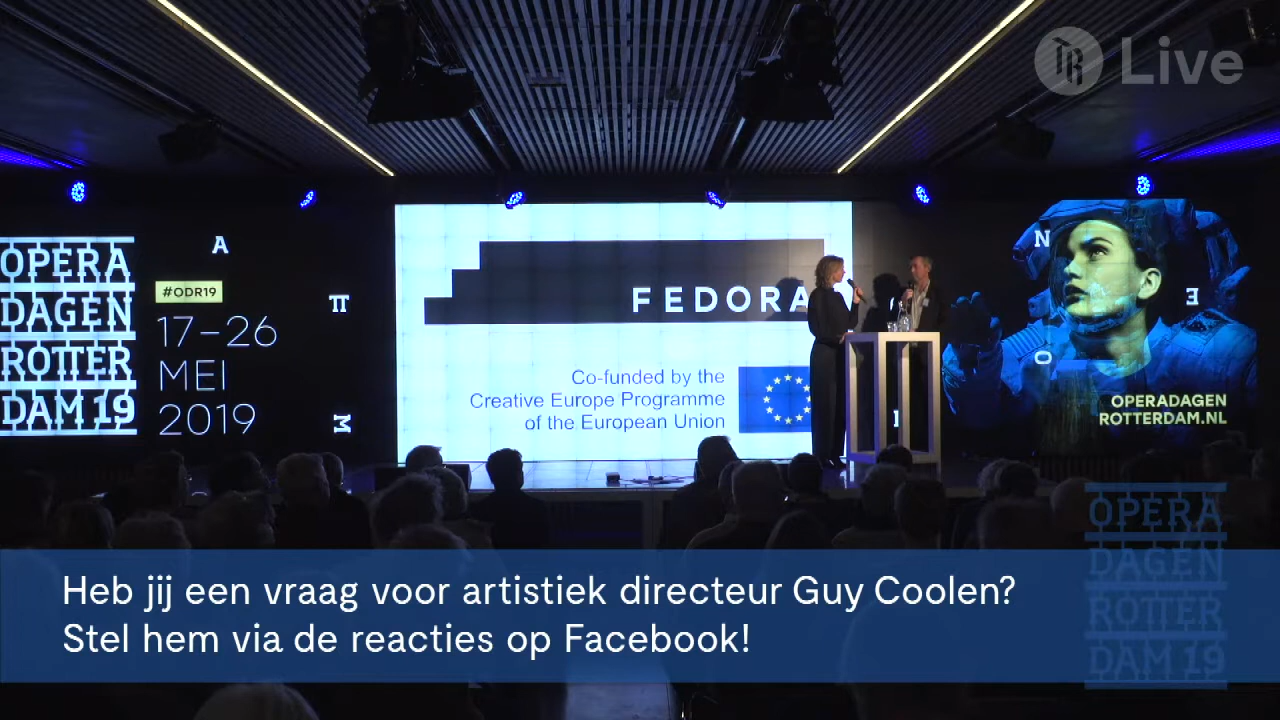 TR Live
OPERA
DAGEN
ROTTER
DAM 19
#ODR19
17–26
MEI
2019
A
П
M
FEDORA
Co-funded by the
Creative Europe Programme
of the European Union
N
E
O
I
OPERADAGEN
ROTTERDAM.NL
OPERA
DAGEN
ROTTER
DAM 19
Heb jij een vraag voor artistiek directeur Guy Coolen?
Stel hem via de reacties op Facebook!